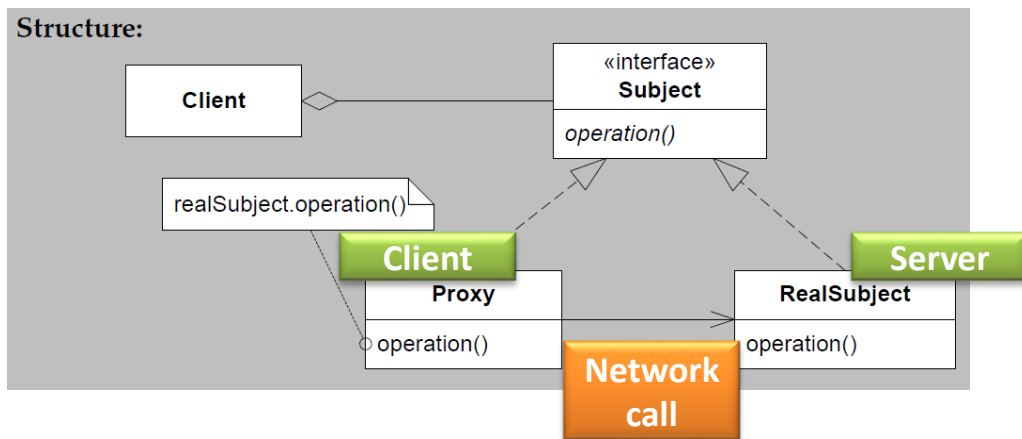 Structure:
«interface»
Subject
Client
operation()
realSubject.operation()
Client
Server
Proxy
RealSubject
operation()
operation()
Network
call